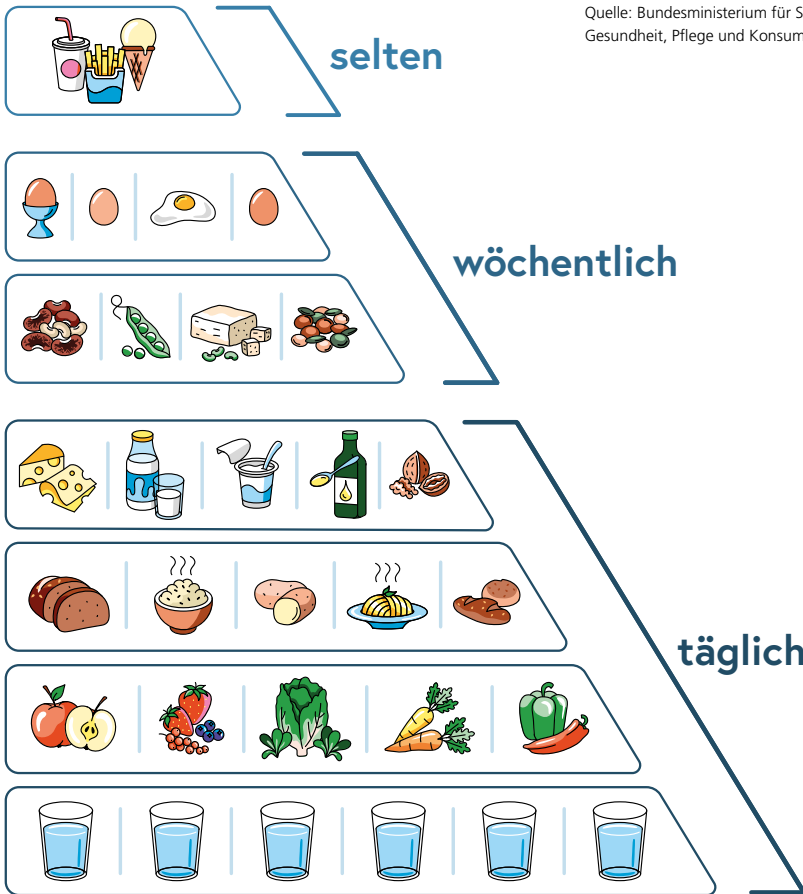 Quelle: Bundesministerium für S
Gesundheit, Pflege und Konsum
selten
wöchentlich
täglich